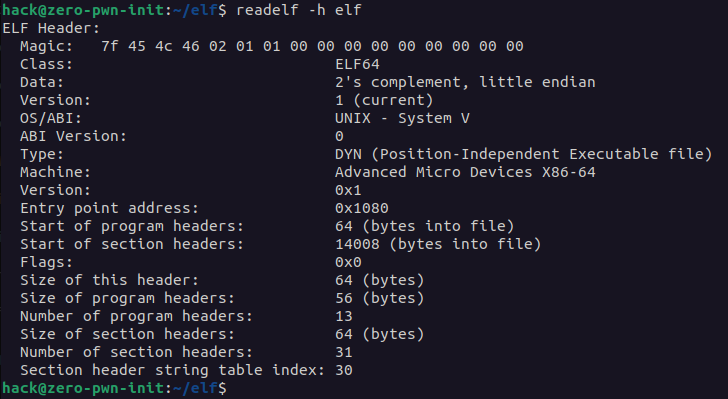 hack@zero-pwn-init:~/elf$ readelf -h elf
ELF Header:
  Magic:   7f 45 4c 46 02 01 01 00 00 00 00 00 00 00 00 00
  Class:                             ELF64
  Data:                              2's complement, little endian
  Version:                           1 (current)
  OS/ABI:                            UNIX - System V
  ABI Version:                       0
  Type:                              DYN (Position-Independent Executable file)
  Machine:                           Advanced Micro Devices X86-64
  Version:                           0x1
  Entry point address:               0x1080
  Start of program headers:          64 (bytes into file)
  Start of section headers:          14008 (bytes into file)
  Flags:                             0x0
  Size of this header:               64 (bytes)
  Size of program headers:           56 (bytes)
  Number of program headers:         13
  Size of section headers:           64 (bytes)
  Number of section headers:         31
  Section header string table index: 30
hack@zero-pwn-init:~/elf$